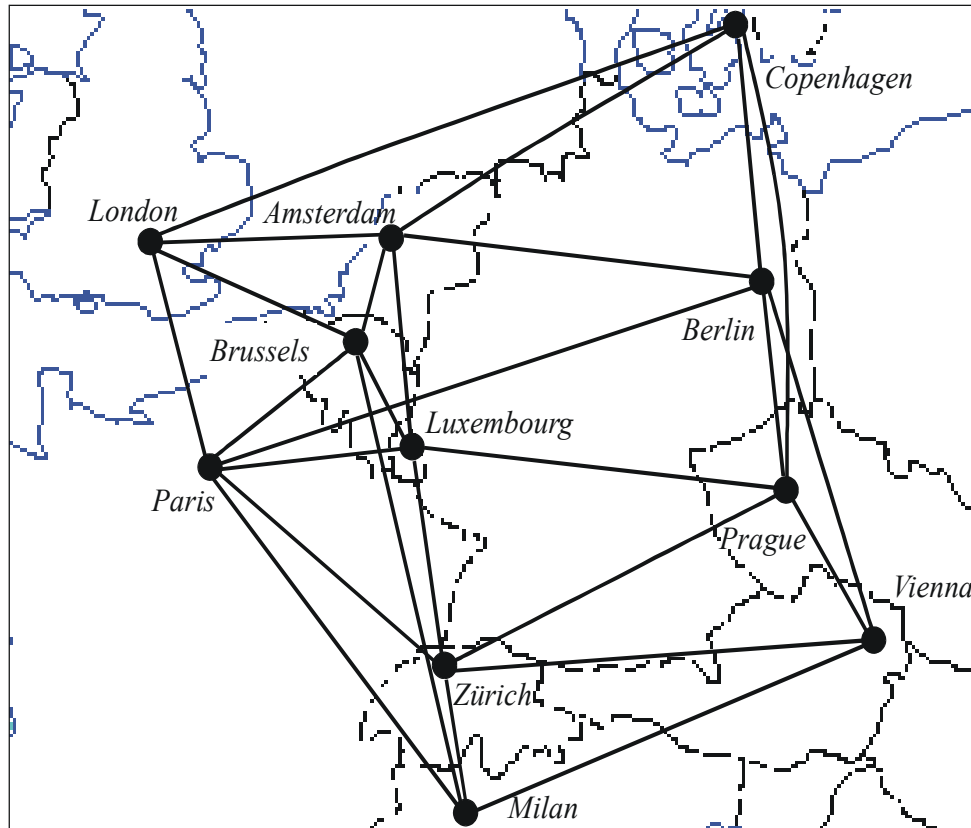 Copenhagen
London
Amsterdam
Berlin
Brussels
Luxembourg
Paris
Prague
Vienna
Zürich
Milan